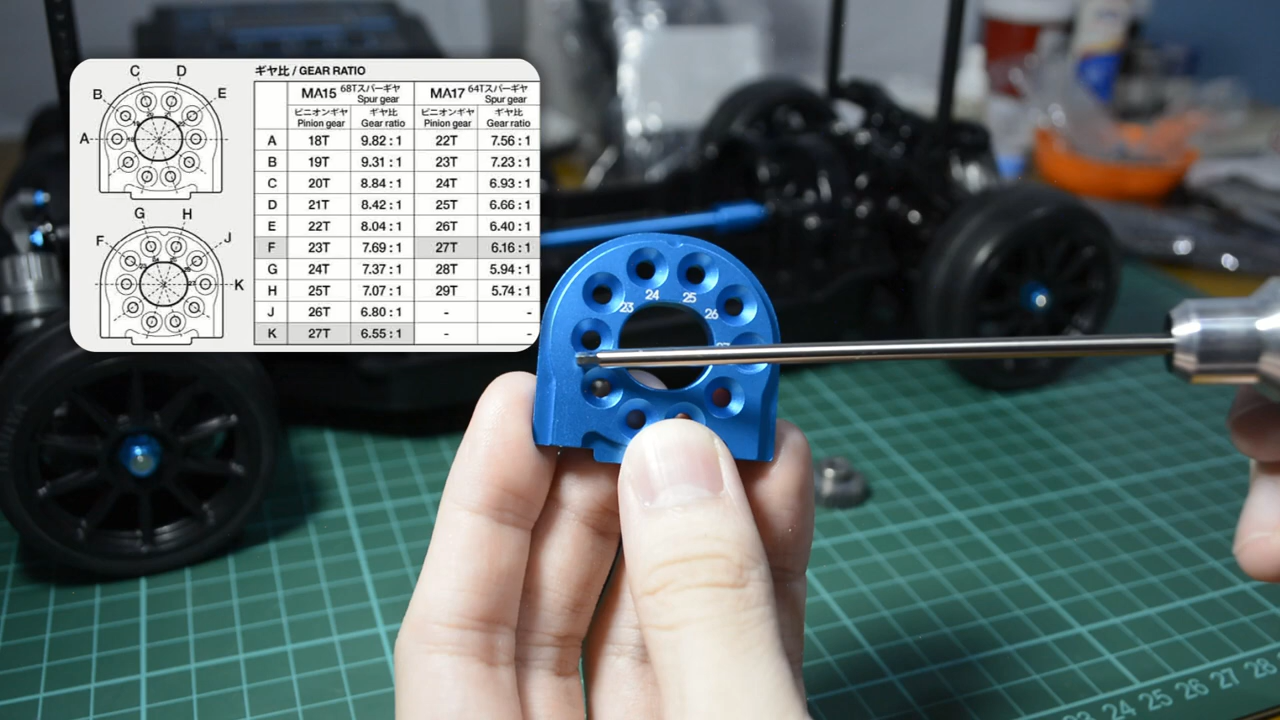 C D
B E
A
G H
F J
K
ギヤ比 / GEAR RATIO
MA15 68Tスパーギヤ Spur gear MA17 64Tスパーギヤ Spur gear
ピニオンギヤ Pinion gear ギヤ比 Gear ratio ピニオンギヤ Pinion gear ギヤ比 Gear ratio
A 18T 9.82 : 1 22T 7.56 : 1
B 19T 9.31 : 1 23T 7.23 : 1
C 20T 8.84 : 1 24T 6.93 : 1
D 21T 8.42 : 1 25T 6.66 : 1
E 22T 8.04 : 1 26T 6.40 : 1
F 23T 7.69 : 1 27T 6.16 : 1
G 24T 7.37 : 1 28T 5.94 : 1
H 25T 7.07 : 1 29T 5.74 : 1
J 26T 6.80 : 1 - -
K 27T 6.55 : 1 - -
23 24 25 26
24 25 26 27 28